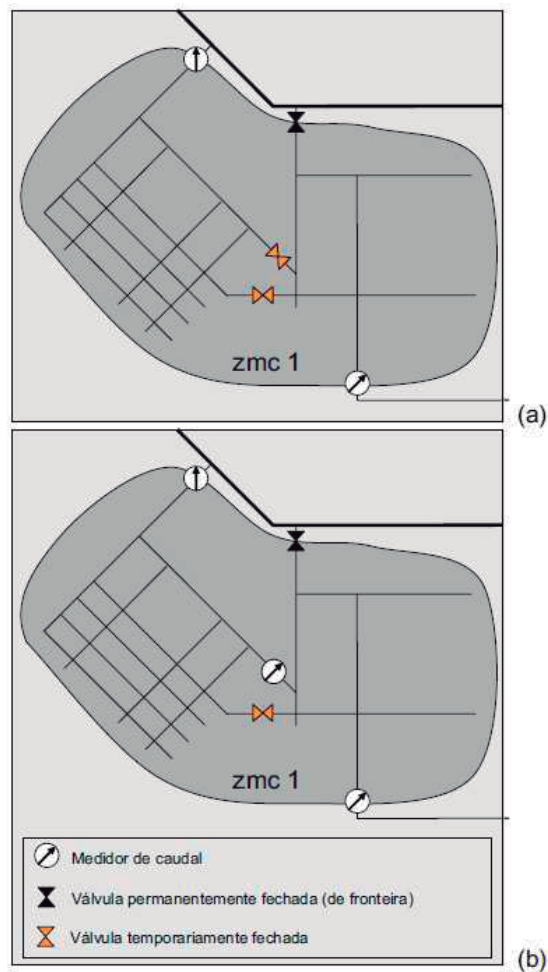 zmc 1
(a)
zmc 1
Medidor de caudal
Válvula permanentemente fechada (de fronteira)
Válvula temporariamente fechada
(b)